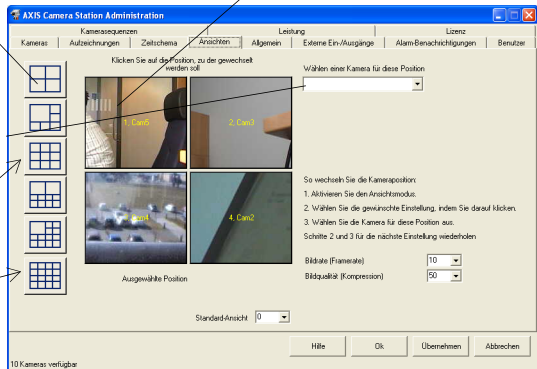 AXIS Camera Station Administration
Kamerasequenzen Leistung Lizenz
Kameras Aufzeichnungen Zeitschema Ansichten Allgemein Externe Ein-/Ausgänge Alarm-Benachrichtigungen Benutzer
Klicken Sie auf die Position, zu der gewechselt
werden soll
Wählen einer Kamera für diese Position
1. Cam5
2. Cam3
3. Cam4
4. Cam2
So wechseln Sie die Kameraposition:
1. Aktivieren Sie den Ansichtsmodus.
2. Wählen Sie die gewünschte Einstellung, indem Sie darauf klicken.
3. Wählen Sie die Kamera für diese Position aus.
Schritte 2 und 3 für die nächste Einstellung wiederholen
Ausgewählte Position
Bildrate (Framerate) 10
Bildqualität (Kompression) 50
Standard-Ansicht 0
Hilfe Ok Übernehmen Abbrechen
10 Kameras verfügbar